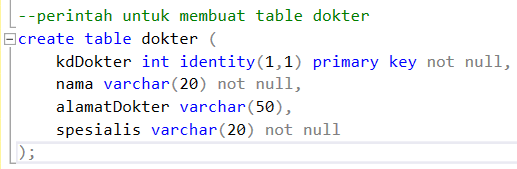 --perintah untuk membuat table dokter
create table dokter (
kdDokter int identity(1,1) primary key not null,
nama varchar(20) not null,
alamatDokter varchar(50),
spesialis varchar(20) not null
);